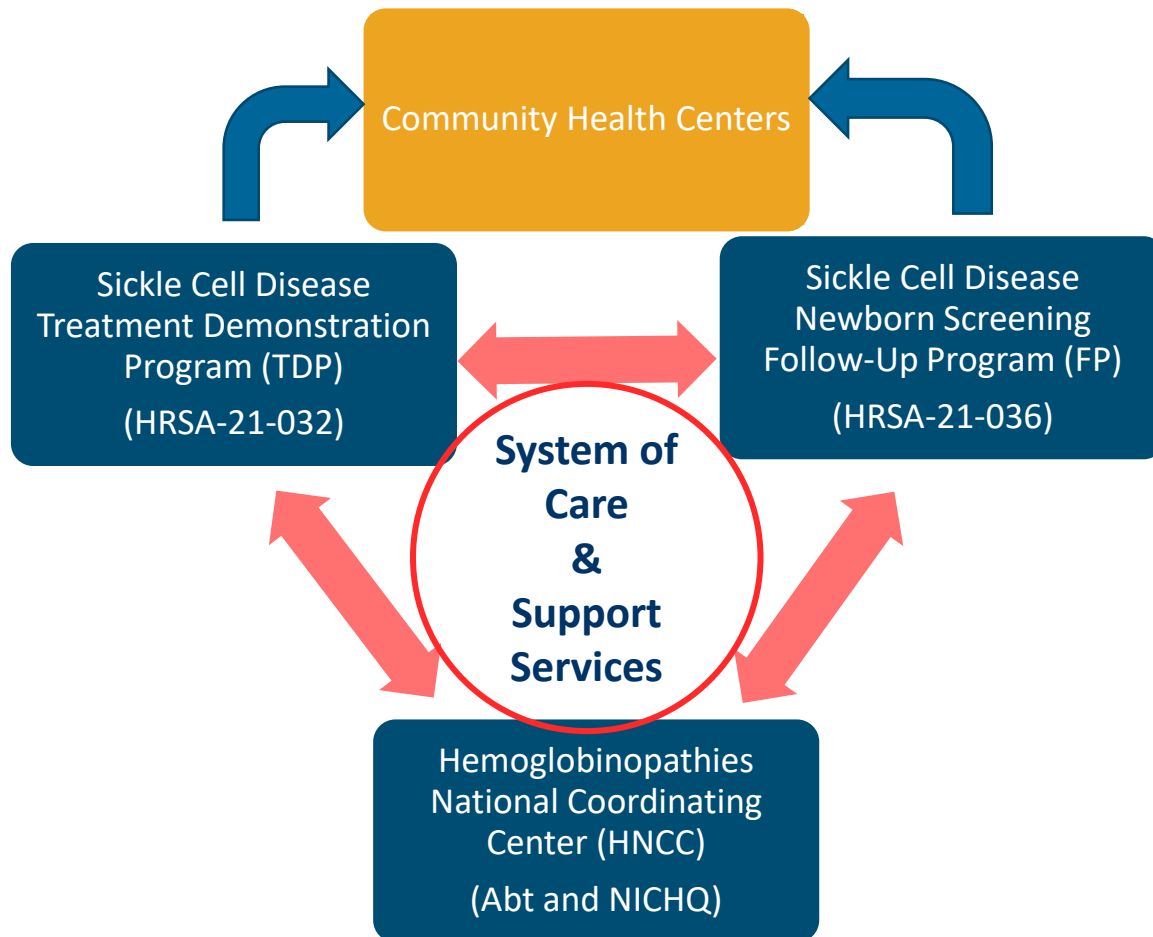 Community Health Centers
Sickle Cell Disease
Treatment Demonstration
Program (TDP)
(HRSA-21-032)
Sickle Cell Disease
Newborn Screening
Follow-Up Program (FP)
(HRSA-21-036)
System of
Care
&
Support
Services
Hemoglobinopathies
National Coordinating
Center (HNCC)
(Abt and NICHQ)